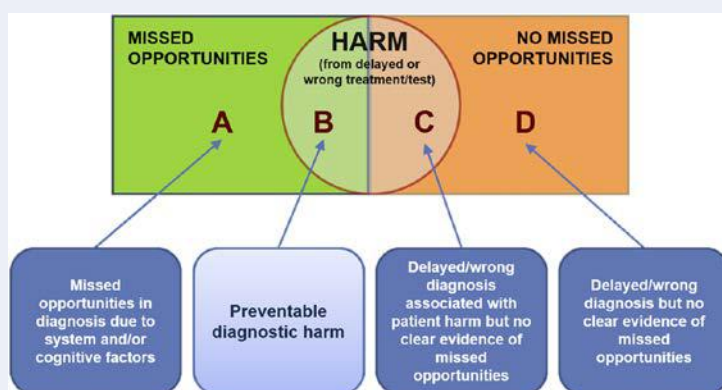 MISSED
OPPORTUNITIES
HARM
(from delayed or
wrong treatment/test)
NO MISSED
OPPORTUNITIES
A
B
C
D
Missed
opportunities in
diagnosis due to
system and/or
cognitive factors
Preventable
diagnostic harm
Delayed/wrong
diagnosis
associated with
patient harm but no
clear evidence of
missed
opportunities
Delayed/wrong
diagnosis but no
clear evidence of
missed
opportunities